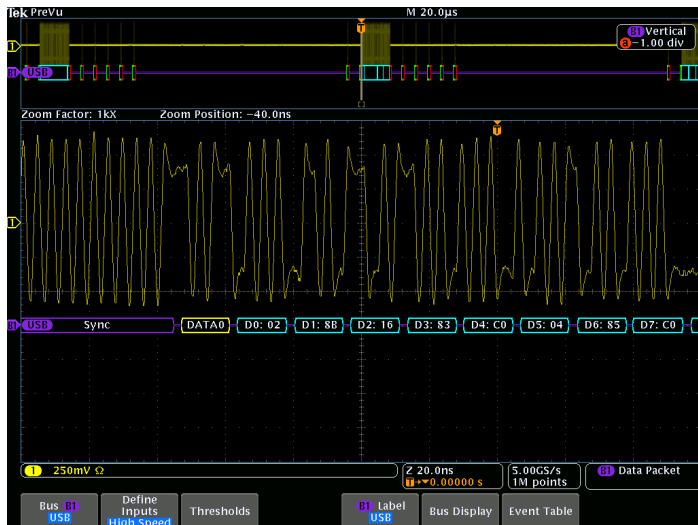 Tek PreVu M 20.0µs
B1 Vertical
a -1.00 div
1
B1 USB
T
Zoom Factor: 1kX Zoom Position: -40.0ns
T
1
B1 USB Sync DATA0 D0: 02 D1: 8B D2: 16 D3: 83 D4: C0 D5: 04 D6: 85 D7: C0
1 250mV Ω
Z 20.0ns
T→▼0.00000 s
5.00GS/s
1M points
B1 Data Packet
Bus B1
USB
Define
Inputs
High Speed
Thresholds
B1 Label
USB
Bus Display
Event Table